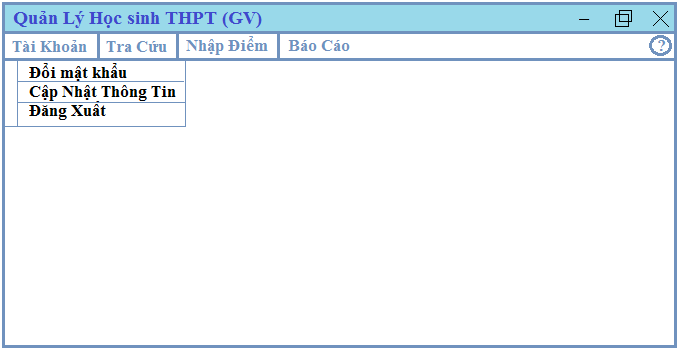 Quản Lý Học sinh THPT (GV)
Tài Khoản Tra Cứu Nhập Điểm Báo Cáo ?
Đổi mật khẩu
Cập Nhật Thông Tin
Đăng Xuất